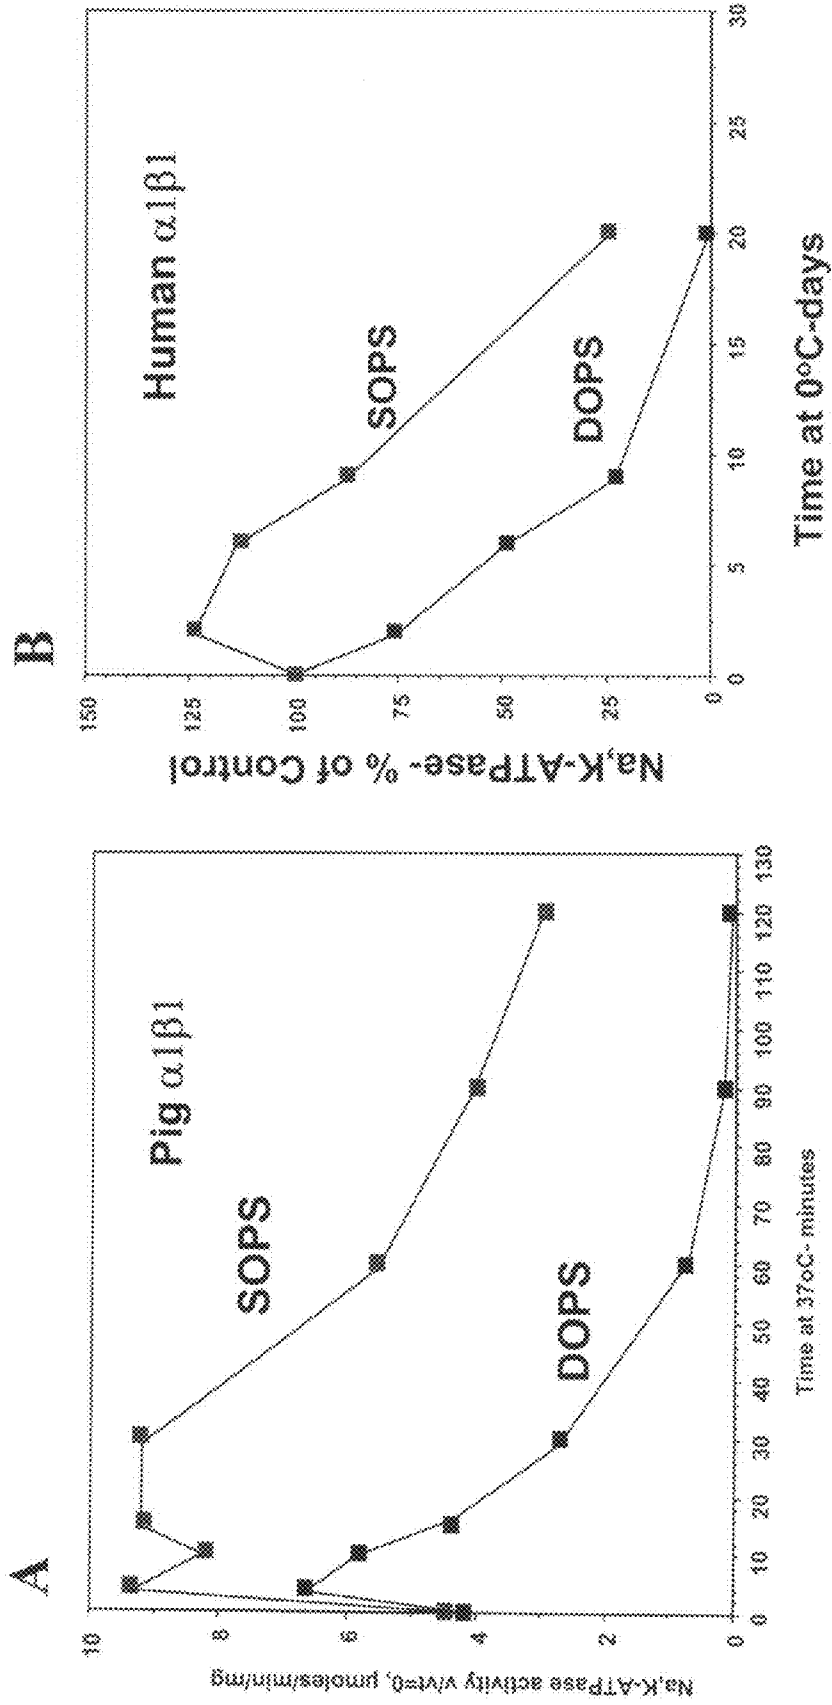 A
Pig α1β1
SOPS
DOPS
10
8
6
4
2
0
Na,K-ATPase activity v/vt=0, µmoles/min/mg
0 10 20 30 40 50 60 70 80 90 100 110 120 130
Time at 37oC- minutes
B
Human α1β1
SOPS
DOPS
150
125
100
75
50
25
0
Na,K-ATPase- % of Control
0 5 10 15 20 25 30
Time at 0ºC-days